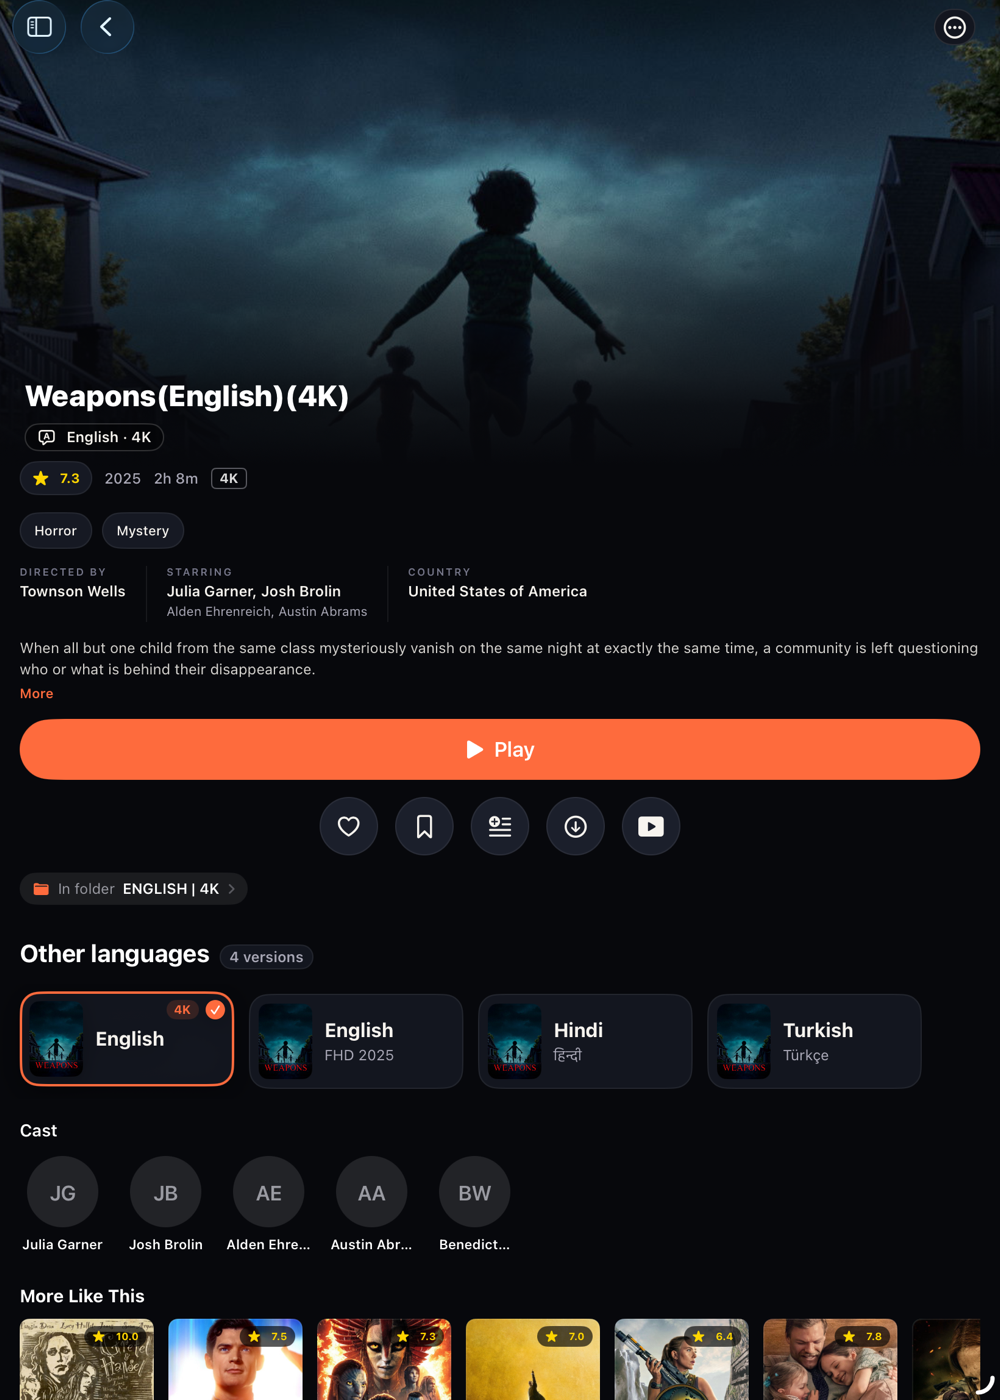 Weapons(English)(4K)
English · 4K
7.3 2025 2h 8m 4K
Horror Mystery
DIRECTED BY STARRING COUNTRY
Townson Wells Julia Garner, Josh Brolin United States of America
Alden Ehrenreich, Austin Abrams
When all but one child from the same class mysteriously vanish on the same night at exactly the same time, a community is left questioning
who or what is behind their disappearance.
More
Play
In folder ENGLISH | 4K
Other languages 4 versions
4K
English English Hindi Turkish
FHD 2025 हिन्दी Türkçe
WEAPONS WEAPONS WEAPONS WEAPONS
Cast
JG JB AE AA BW
Julia Garner Josh Brolin Alden Ehre... Austin Abr... Benedict...
More Like This
10.0 7.5 7.3 7.0 6.4 7.8